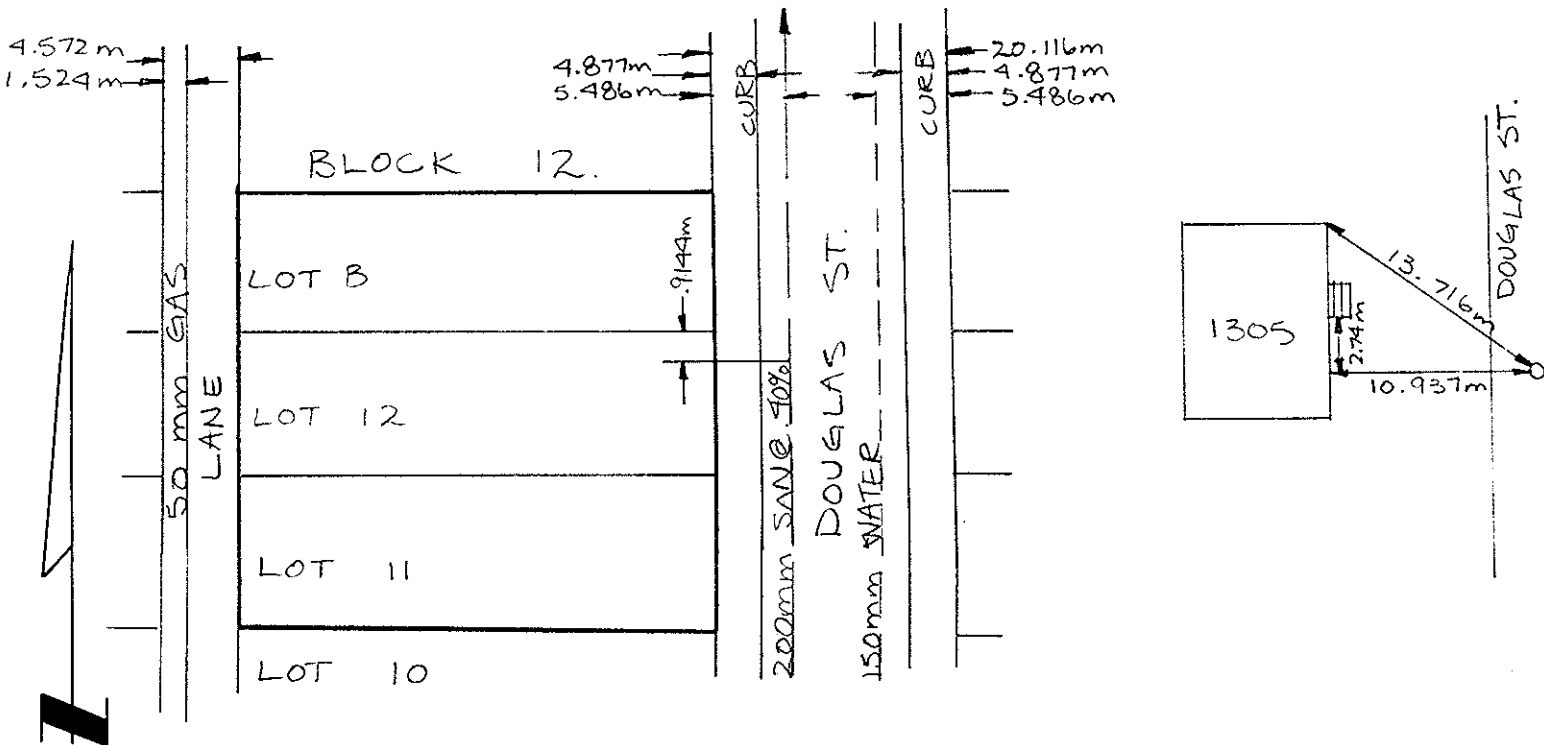 4.572m
1.524m
4.877m
5.486m
CURB
CURB
20.116m
4.877m
5.486m
BLOCK 12.
LOT B
.9144m
LOT 12
LOT 11
LOT 10
50 mm GAS
LANE
200mm SAN@.40%
DOUGLAS ST.
150mm WATER
1305
13.716m
2.74m
10.937m
DOUGLAS ST.